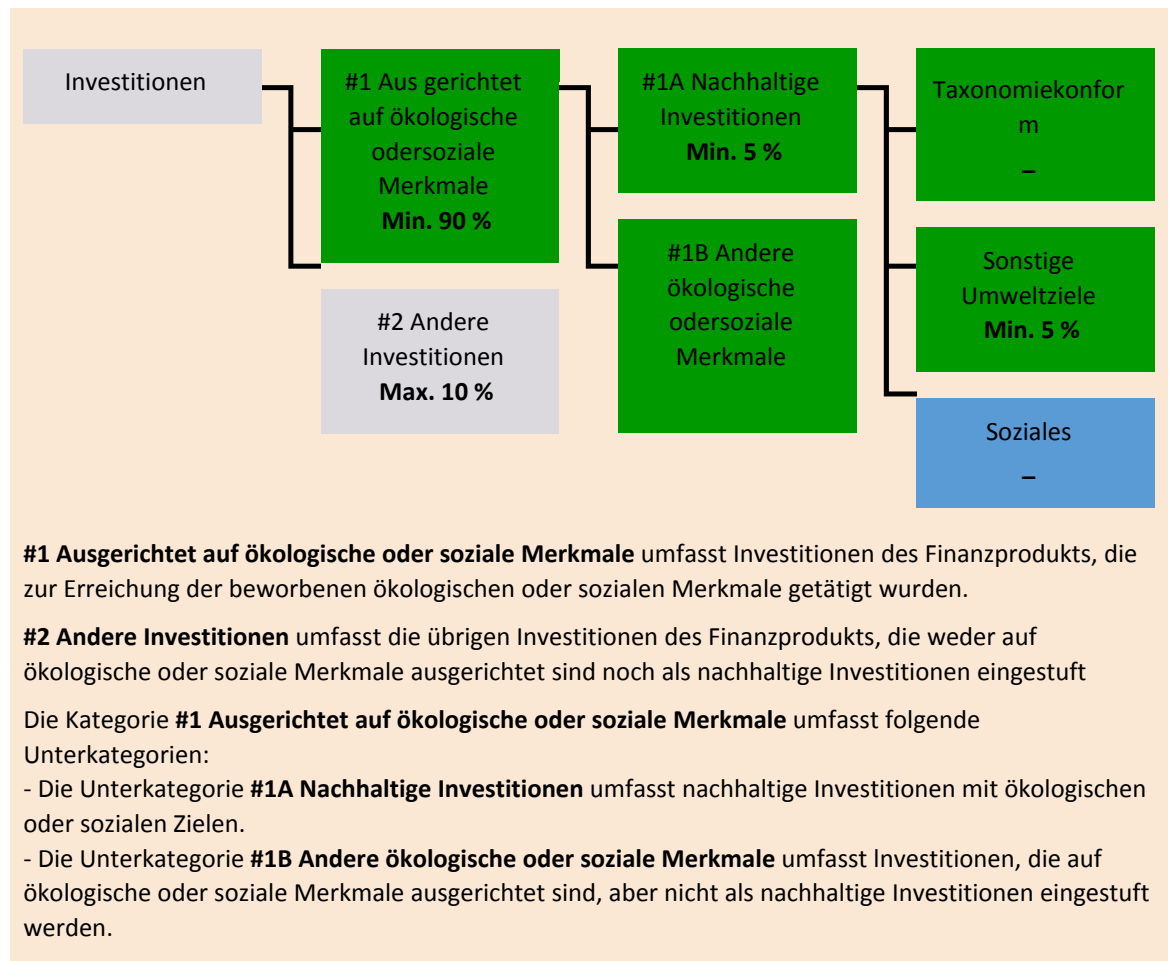 Investitionen
#1 Aus gerichtet
auf ökologische
odersoziale
Merkmale
Min. 90 %
#2 Andere
Investitionen
Max. 10 %
#1A Nachhaltige
Investitionen
Min. 5 %
#1B Andere
ökologische
odersoziale
Merkmale
Taxonomiekonfor
m
–
Sonstige
Umweltziele
Min. 5 %
Soziales
–
#1 Ausgerichtet auf ökologische oder soziale Merkmale umfasst Investitionen des Finanzprodukts, die
zur Erreichung der beworbenen ökologischen oder sozialen Merkmale getätigt wurden.
#2 Andere Investitionen umfasst die übrigen Investitionen des Finanzprodukts, die weder auf
ökologische oder soziale Merkmale ausgerichtet sind noch als nachhaltige Investitionen eingestuft
Die Kategorie #1 Ausgerichtet auf ökologische oder soziale Merkmale umfasst folgende
Unterkategorien:
- Die Unterkategorie #1A Nachhaltige Investitionen umfasst nachhaltige Investitionen mit ökologischen
oder sozialen Zielen.
- Die Unterkategorie #1B Andere ökologische oder soziale Merkmale umfasst lnvestitionen, die auf
ökologische oder soziale Merkmale ausgerichtet sind, aber nicht als nachhaltige Investitionen eingestuft
werden.